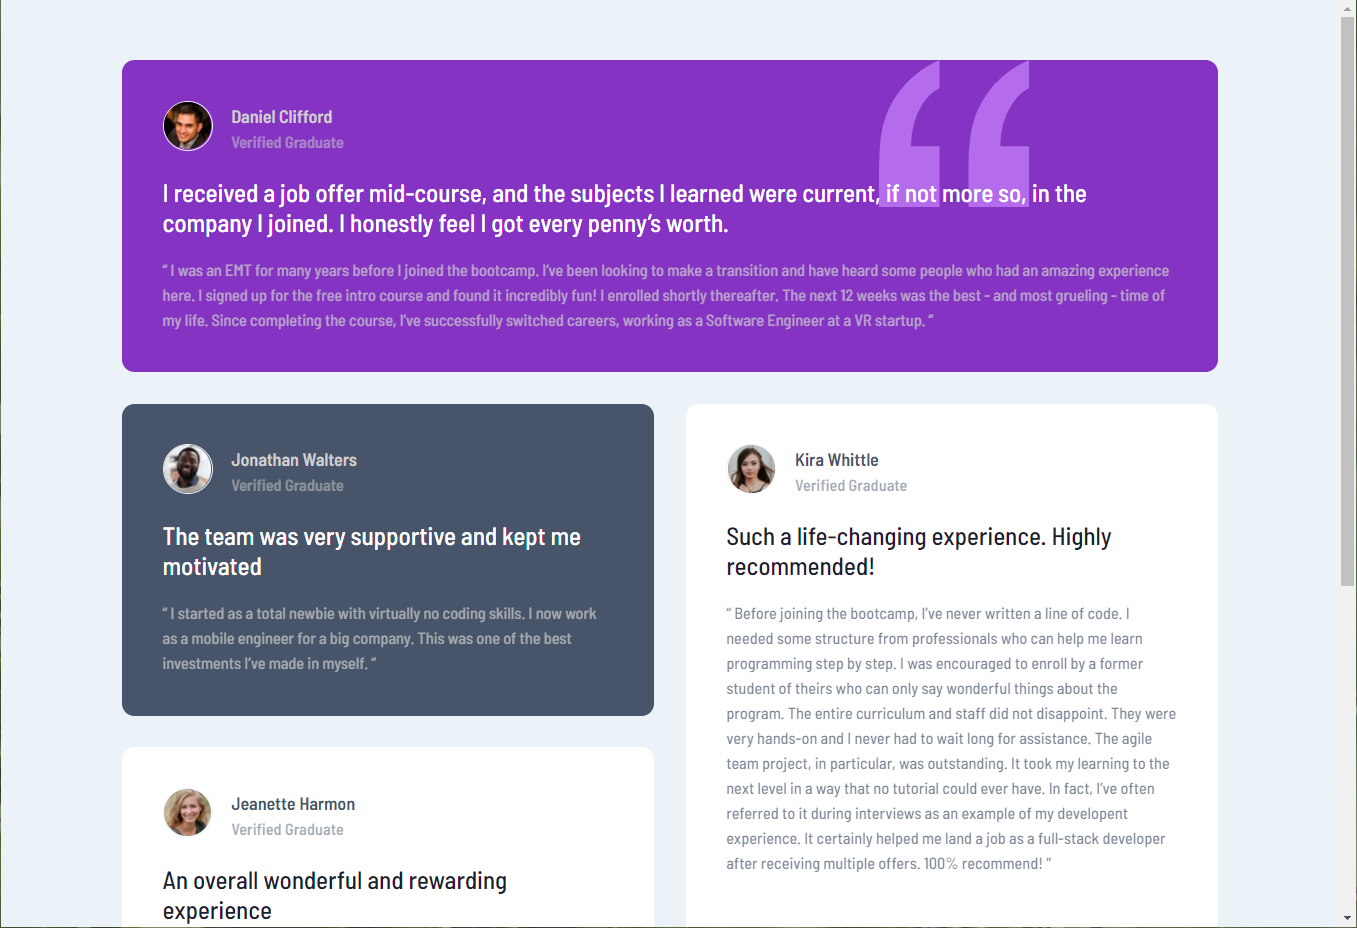 Daniel Clifford
Verified Graduate
I received a job offer mid-course, and the subjects I learned were current, if not more so, in the
company I joined. I honestly feel I got every penny’s worth.
“ I was an EMT for many years before I joined the bootcamp. I’ve been looking to make a transition and have heard some people who had an amazing experience
here. I signed up for the free intro course and found it incredibly fun! I enrolled shortly thereafter. The next 12 weeks was the best - and most grueling - time of
my life. Since completing the course, I’ve successfully switched careers, working as a Software Engineer at a VR startup. ”
Jonathan Walters
Verified Graduate
The team was very supportive and kept me
motivated
“ I started as a total newbie with virtually no coding skills. I now work
as a mobile engineer for a big company. This was one of the best
investments I’ve made in myself. ”
Kira Whittle
Verified Graduate
Such a life-changing experience. Highly
recommended!
“ Before joining the bootcamp, I’ve never written a line of code. I
needed some structure from professionals who can help me learn
programming step by step. I was encouraged to enroll by a former
student of theirs who can only say wonderful things about the
program. The entire curriculum and staff did not disappoint. They were
very hands-on and I never had to wait long for assistance. The agile
team project, in particular, was outstanding. It took my learning to the
next level in a way that no tutorial could ever have. In fact, I’ve often
referred to it during interviews as an example of my developent
experience. It certainly helped me land a job as a full-stack developer
after receiving multiple offers. 100% recommend! ”
Jeanette Harmon
Verified Graduate
An overall wonderful and rewarding
experience